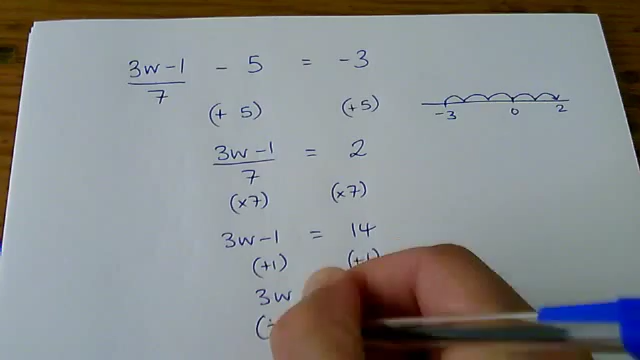 3w-1/7 - 5 = -3
(+ 5) (+5)
-3 0 2
3w-1/7 = 2
(x7) (x7)
3w-1 = 14
(+1) (+1)
3w